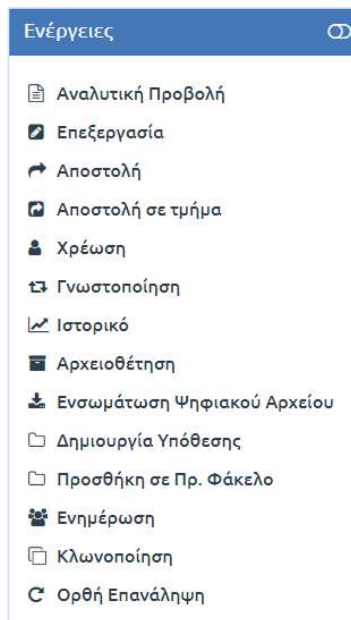 Ενέργειες
Αναλυτική Προβολή
Επεξεργασία
Αποστολή
Αποστολή σε τμήμα
Χρέωση
Γνωστοποίηση
Ιστορικό
Αρχειοθέτηση
Ενσωμάτωση Ψηφιακού Αρχείου
Δημιουργία Υπόθεσης
Προσθήκη σε Πρ. Φάκελο
Ενημέρωση
Κλωνοποίηση
Ορθή Επανάληψη